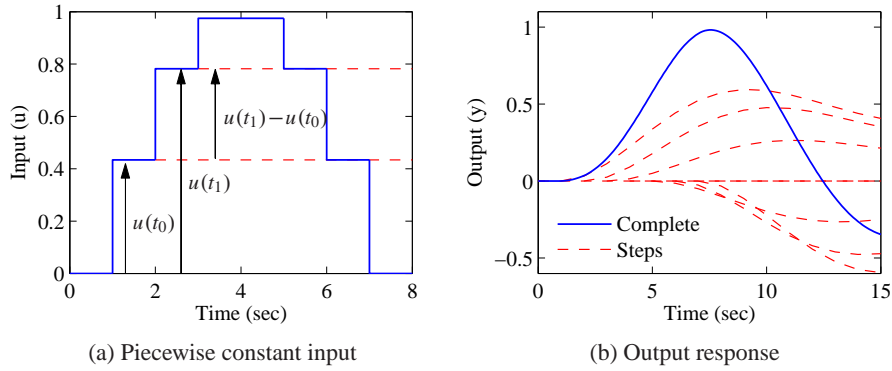 1
0.8
0.6
0.4
0.2
0
Input (u)
u(t₁)−u(t₀)
u(t₁)
u(t₀)
0 2 4 6 8
Time (sec)
(a) Piecewise constant input
1
0.5
0
−0.5
Output (y)
Complete
Steps
0 5 10 15
Time (sec)
(b) Output response